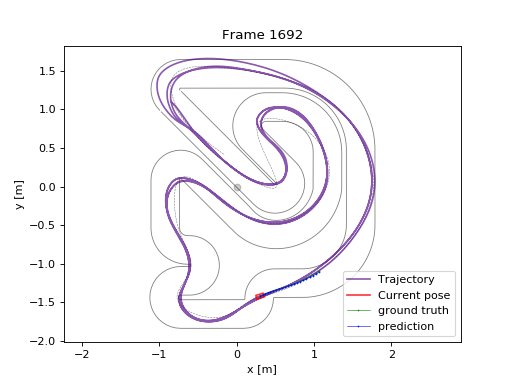 Frame 1692
y [m]
1.5
1.0
0.5
0.0
−0.5
−1.0
−1.5
−2.0
Trajectory
Current pose
ground truth
prediction
−2
−1
0
1
2
x [m]